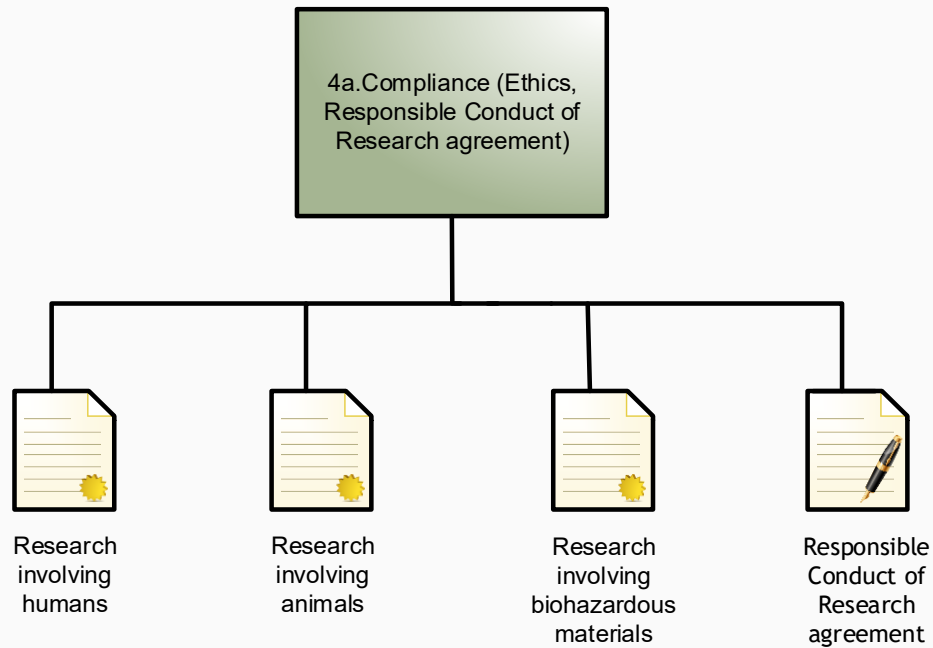 4a.Compliance (Ethics,
Responsible Conduct of
Research agreement)
Research
involving
humans
Research
involving
animals
Research
involving
biohazardous
materials
Responsible
Conduct of
Research
agreement